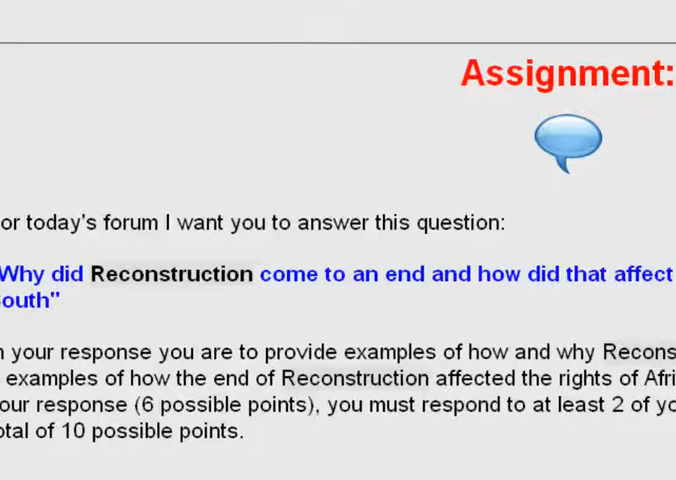 Assignment:
or today's forum I want you to answer this question:
Why did Reconstruction come to an end and how did that affect
outh"
your response you are to provide examples of how and why Recons
examples of how the end of Reconstruction affected the rights of Afri
our response (6 possible points), you must respond to at least 2 of yo
otal of 10 possible points.